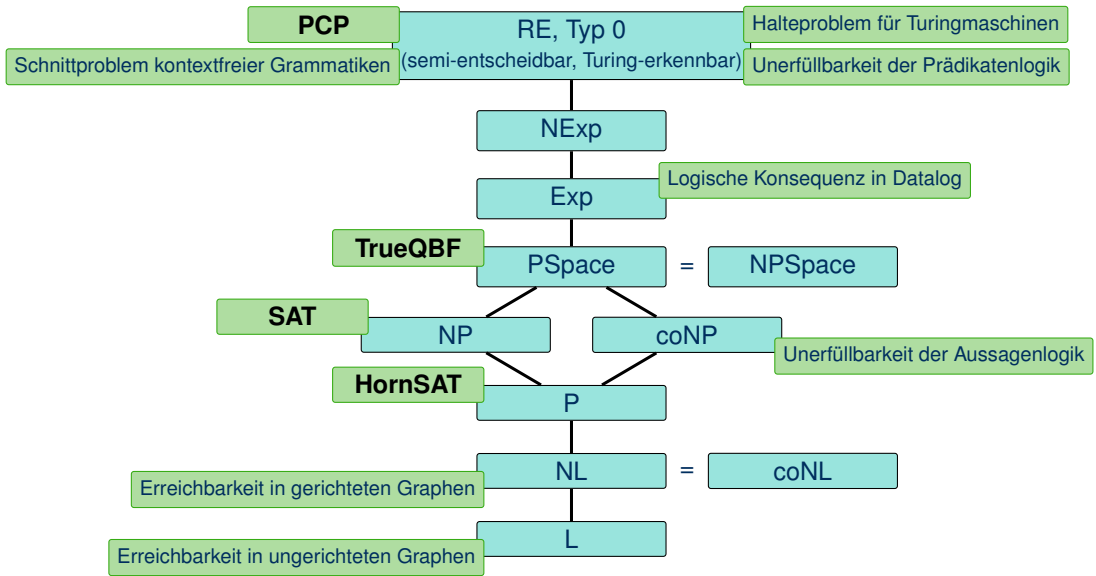 PCP
RE, Typ 0
Halteproblem für Turingmaschinen
Schnittproblem kontextfreier Grammatiken
(semi-entscheidbar, Turing-erkennbar)
Unerfüllbarkeit der Prädikatenlogik
NExp
Logische Konsequenz in Datalog
Exp
TrueQBF
PSpace
=
NPSpace
SAT
NP
coNP
Unerfüllbarkeit der Aussagenlogik
HornSAT
P
NL
=
coNL
Erreichbarkeit in gerichteten Graphen
L
Erreichbarkeit in ungerichteten Graphen